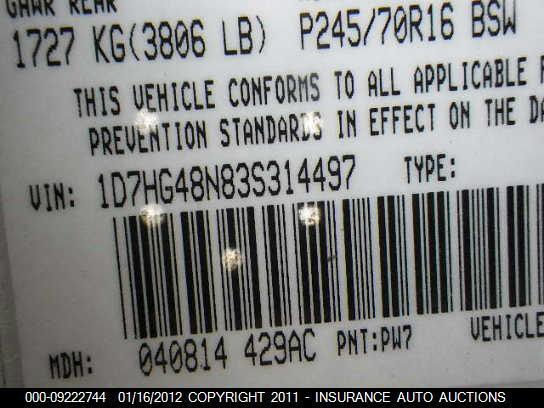 GAWR REAR
1727 KG(3806 LB) P245/70R16 BSW
THIS VEHICLE CONFORMS TO ALL APPLICABLE
PREVENTION STANDARDS IN EFFECT ON THE
VIN: 1D7HG48N83S314497 TYPE:
MDH: 040814 429AC PNT:PW7 VEHICLE
000-09222744 01/16/2012 COPYRIGHT 2011 - INSURANCE AUTO AUCTIONS